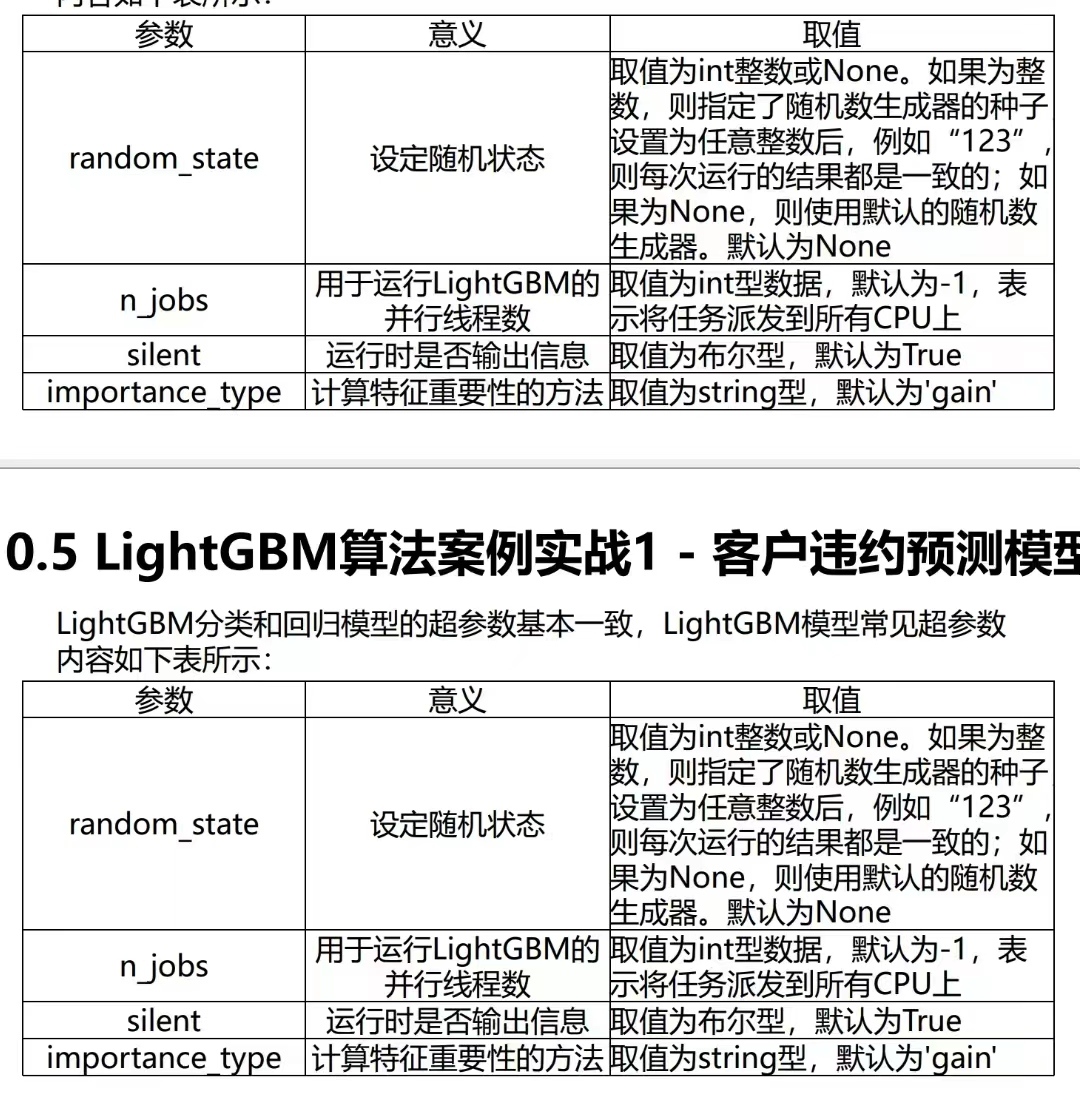 内容如下表所示：
参数 意义 取值
random_state 设定随机状态 取值为int整数或None。如果为整
数，则指定了随机数生成器的种子
设置为任意整数后，例如“123”，
则每次运行的结果都是一致的；如
果为None，则使用默认的随机数
生成器。默认为None
n_jobs 用于运行LightGBM的 取值为int型数据，默认为-1，表
并行线程数 示将任务派发到所有CPU上
silent 运行时是否输出信息 取值为布尔型，默认为True
importance_type 计算特征重要性的方法 取值为string型，默认为'gain'
0.5 LightGBM算法案例实战1 - 客户违约预测模型
LightGBM分类和回归模型的超参数基本一致，LightGBM模型常见超参数
内容如下表所示：
参数 意义 取值
random_state 设定随机状态 取值为int整数或None。如果为整
数，则指定了随机数生成器的种子
设置为任意整数后，例如“123”，
则每次运行的结果都是一致的；如
果为None，则使用默认的随机数
生成器。默认为None
n_jobs 用于运行LightGBM的 取值为int型数据，默认为-1，表
并行线程数 示将任务派发到所有CPU上
silent 运行时是否输出信息 取值为布尔型，默认为True
importance_type 计算特征重要性的方法 取值为string型，默认为'gain'